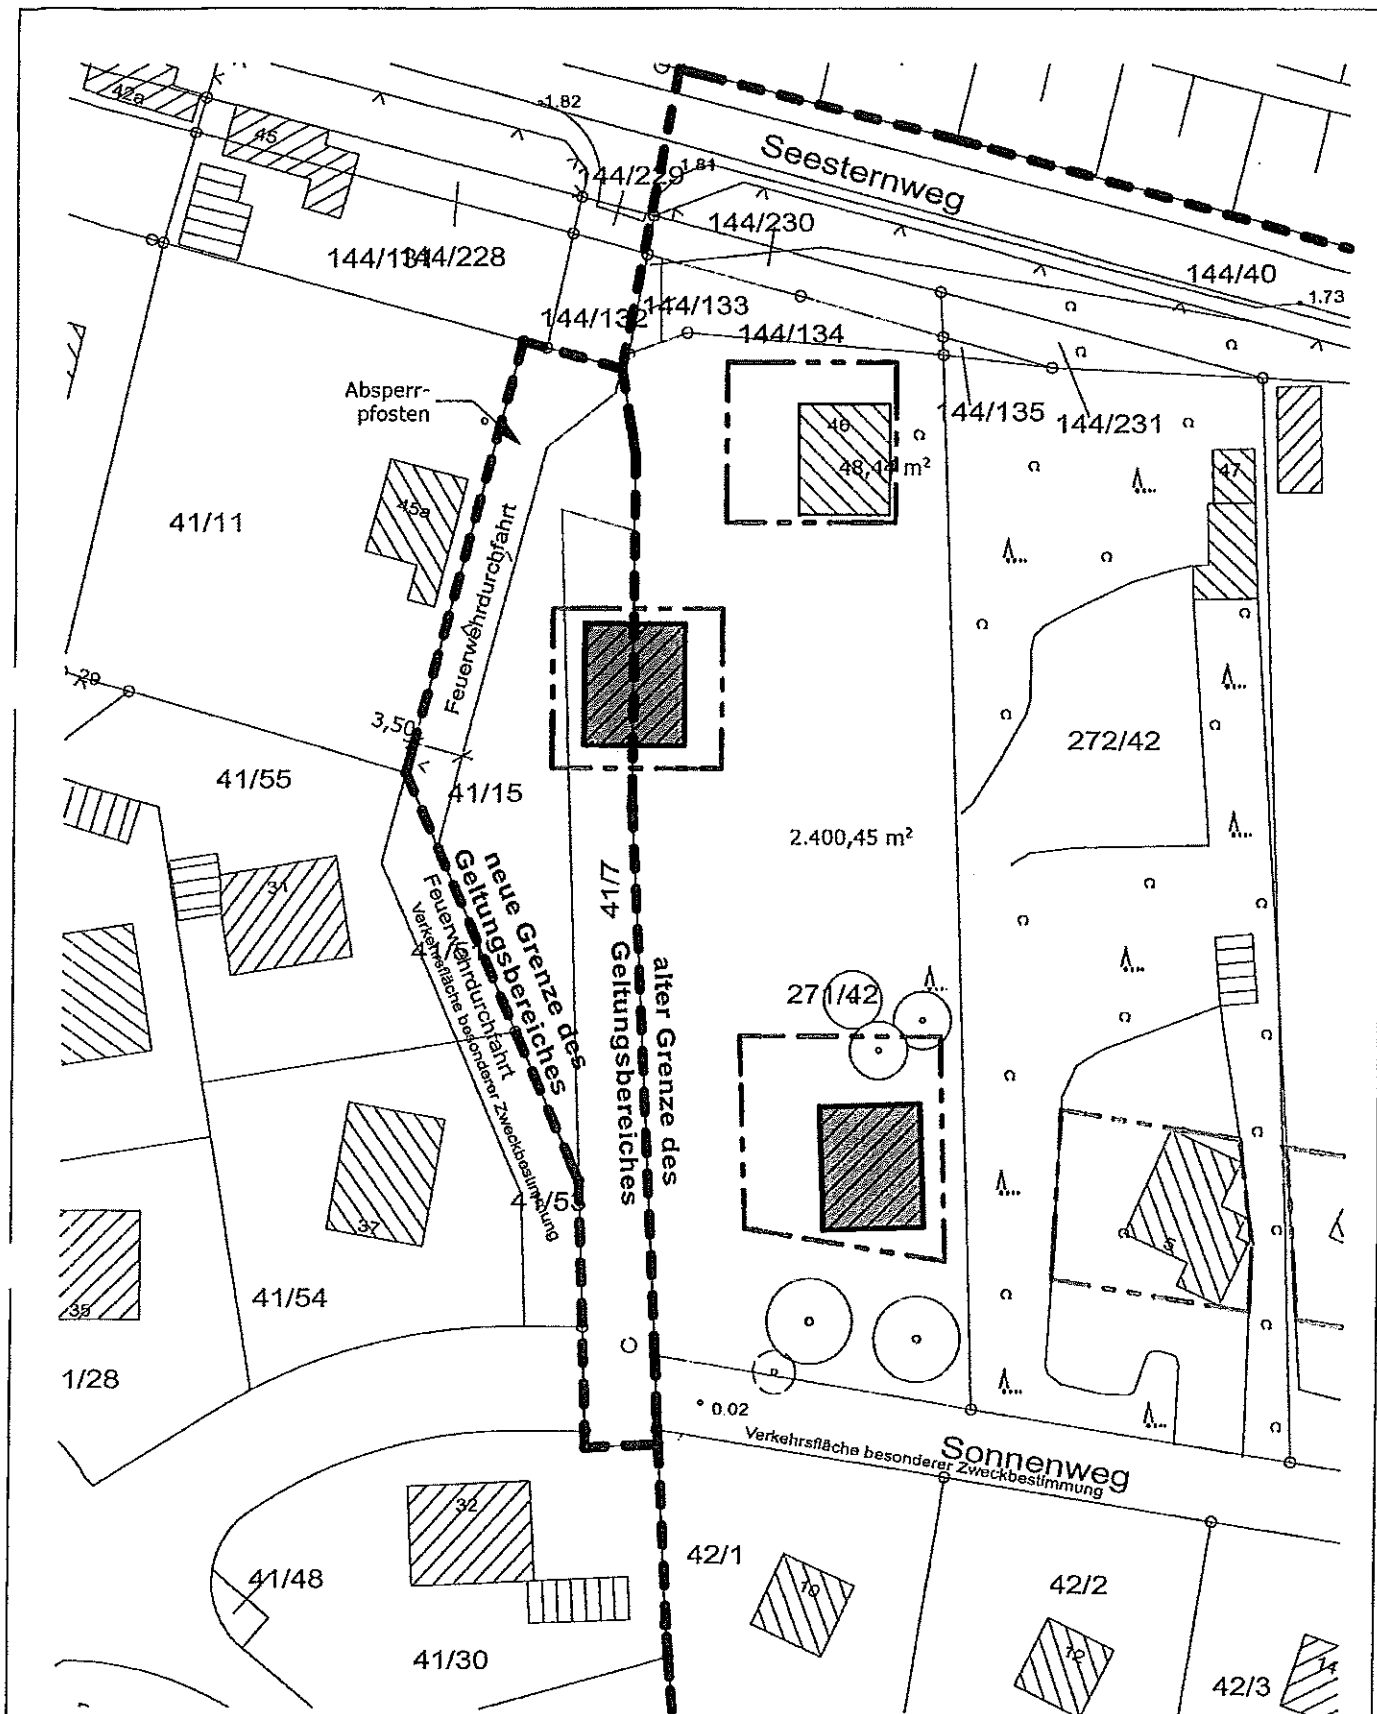 42a
1.82
45
Seesternweg
44/229
1.81
144/230
144/131
144/228
144/40
1.73
144/132
144/133
144/134
Absperr-
pfosten
144/135
144/231
46
48,44 m²
47
41/11
45a
Feuerwehrdurchfahrt
29
3,50
41/55
41/15
272/42
2.400,45 m²
31
41/7
neue Grenze des
Geltungsbereiches
Feuerwehrdurchfahrt
Verkehrsfläche besonderer Zweckbestimmung
alter Grenze des
Geltungsbereiches
271/42
37
41/54
35
1/28
5
0.02
Sonnenweg
Verkehrsfläche besonderer Zweckbestimmung
32
42/1
41/48
10
42/2
12
41/30
42/3
14